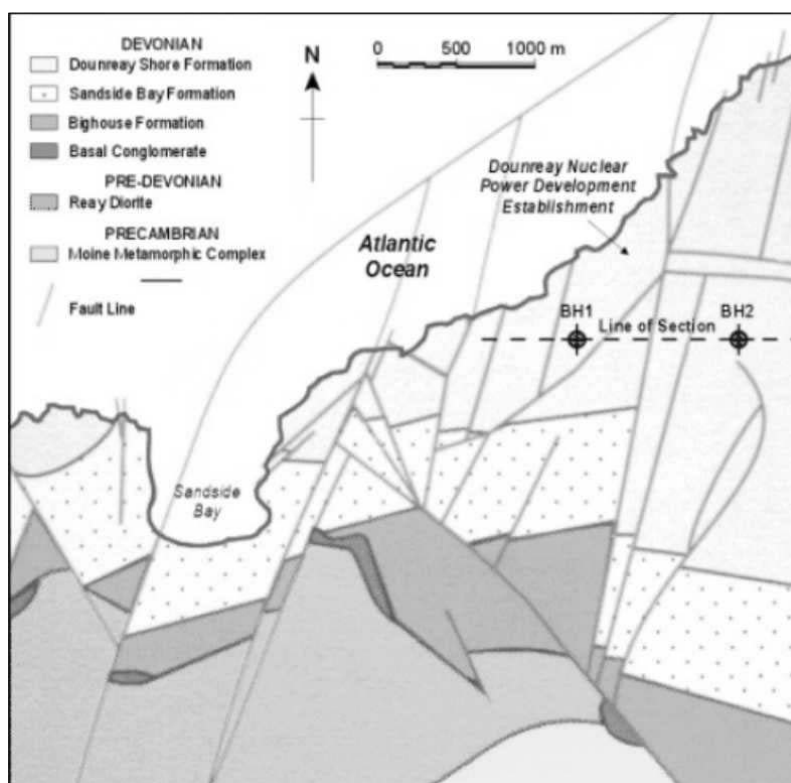 DEVONIAN
Dounreay Shore Formation
Sandside Bay Formation
Bighouse Formation
Basal Conglomerate
PRE-DEVONIAN
Reay Diorite
PRECAMBRIAN
Moine Metamorphic Complex
Fault Line
N
0 500 1000 m
Dounreay Nuclear
Power Development
Establishment
Atlantic
Ocean
BH1 BH2
Line of Section
Sandside
Bay